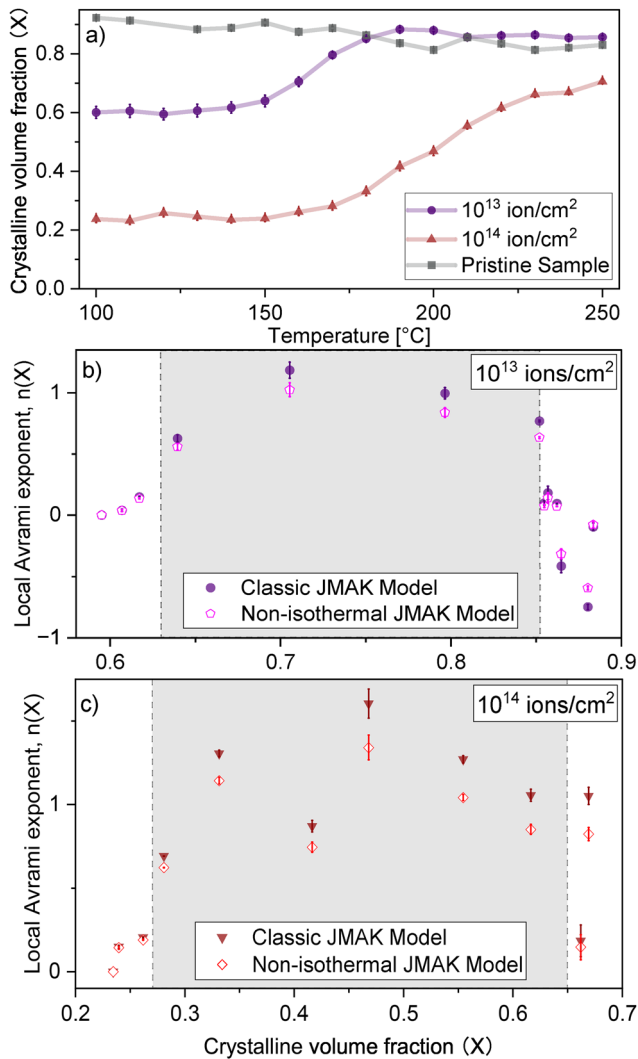 a)
Crystalline volume fraction (X)
0.8
0.6
0.4
0.2
0.0
10¹³ ion/cm²
10¹⁴ ion/cm²
Pristine Sample
100 150 200 250
Temperature [°C]
b)
10¹³ ions/cm²
Local Avrami exponent, n(X)
1
0
−1
Classic JMAK Model
Non-isothermal JMAK Model
0.6 0.7 0.8 0.9
c)
10¹⁴ ions/cm²
Local Avrami exponent, n(X)
1
0
Classic JMAK Model
Non-isothermal JMAK Model
0.2 0.3 0.4 0.5 0.6 0.7
Crystalline volume fraction (X)